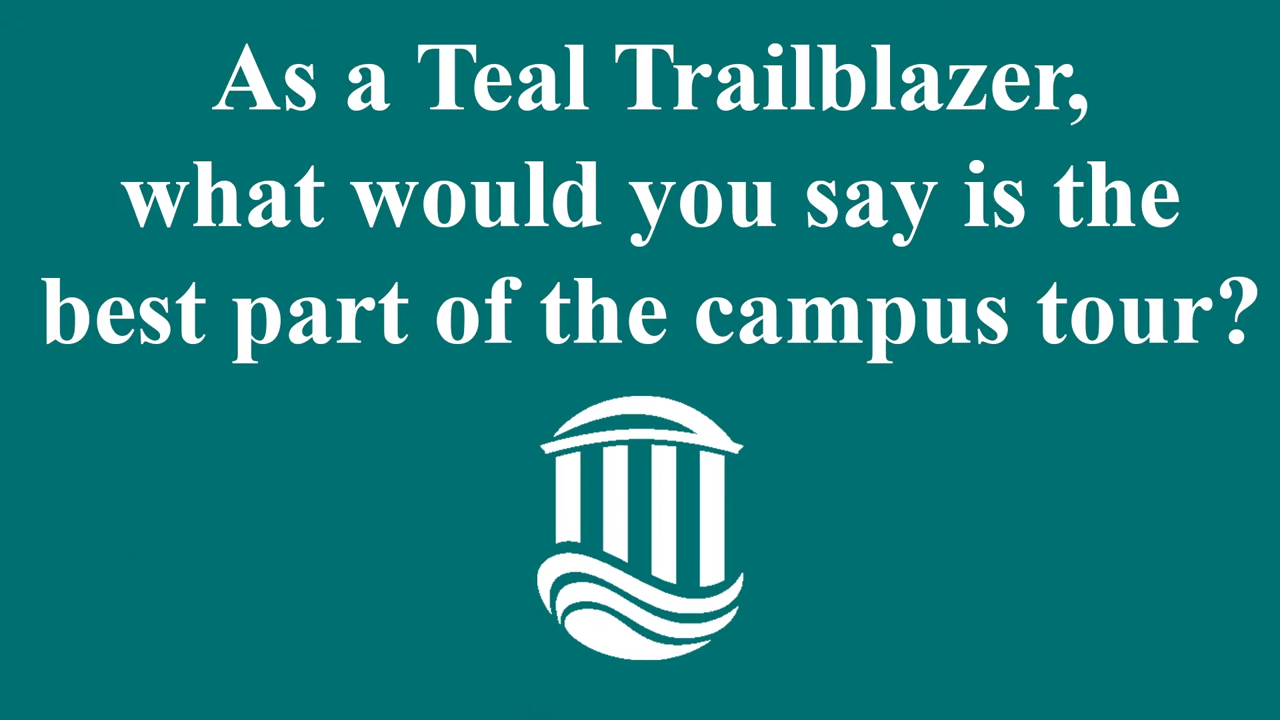 As a Teal Trailblazer,
what would you say is the
best part of the campus tour?